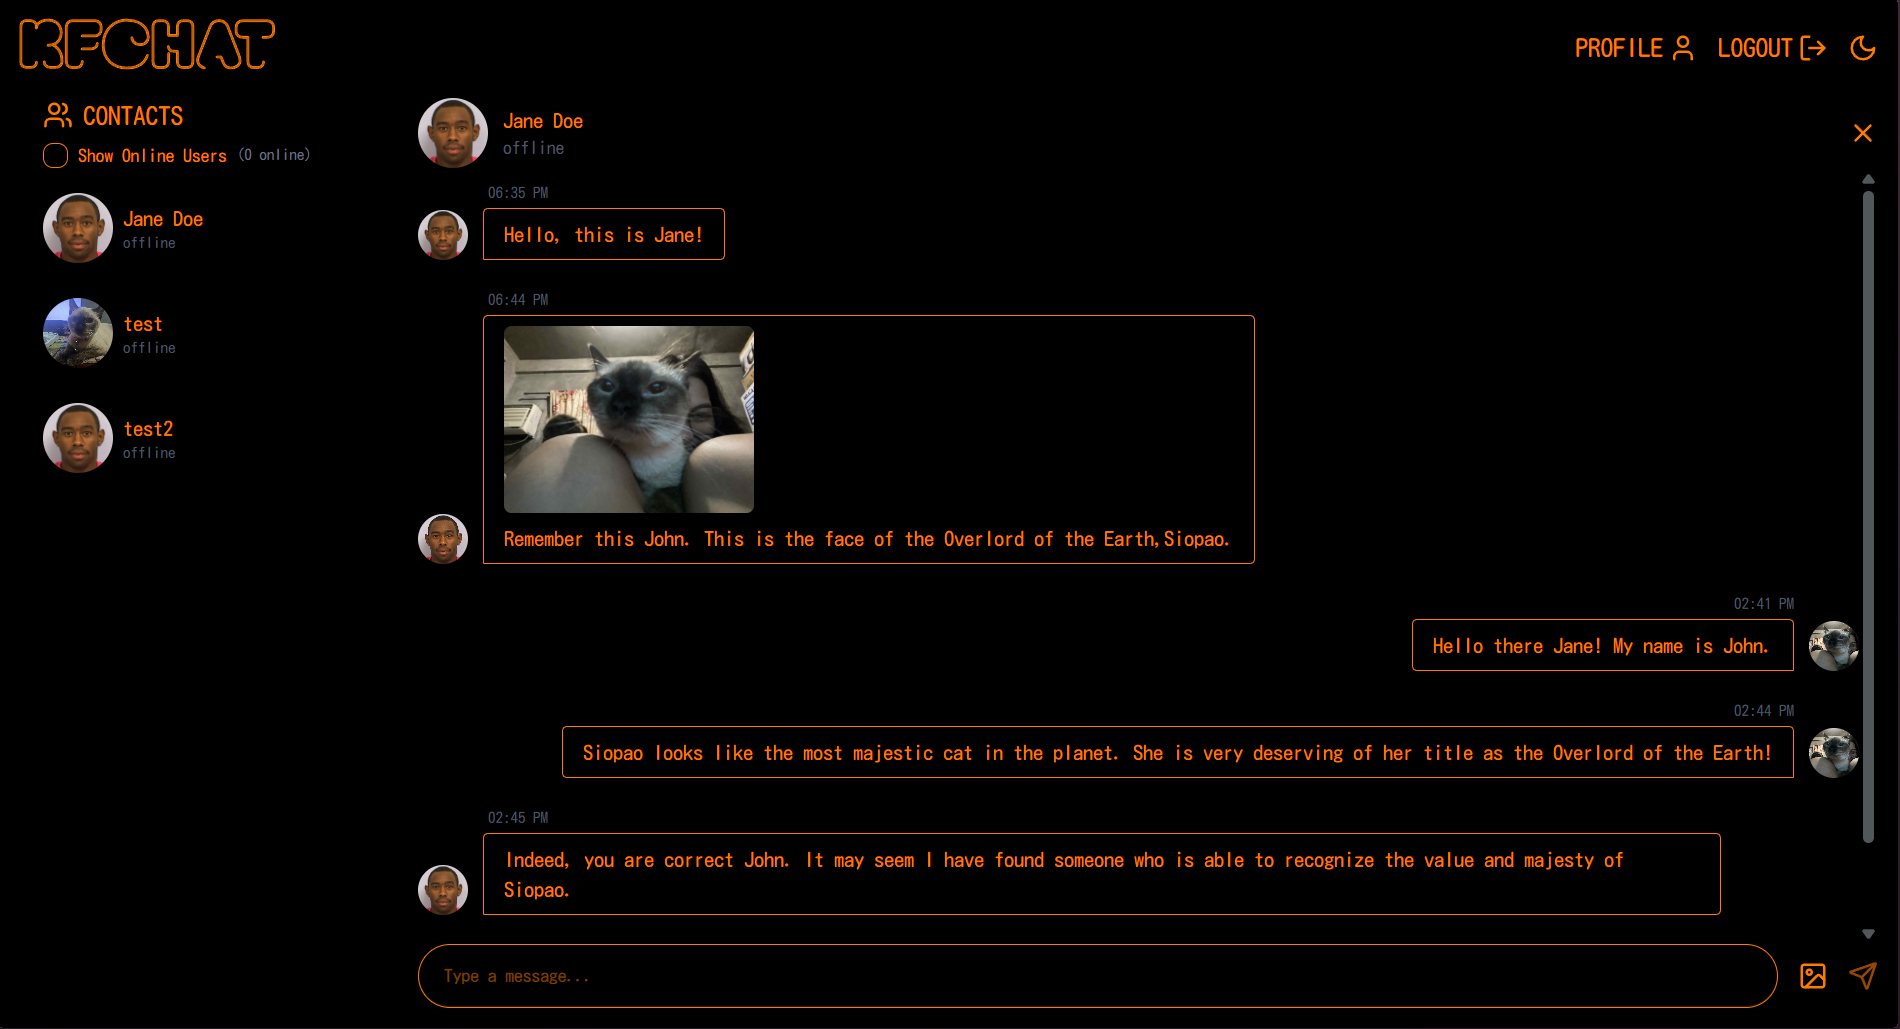 KFCHAT
PROFILE
LOGOUT
CONTACTS
Show Online Users (0 online)
Jane Doe
offline
test
offline
test2
offline
Jane Doe
offline
06:35 PM
Hello, this is Jane!
06:44 PM
Remember this John. This is the face of the Overlord of the Earth,Siopao.
02:41 PM
Hello there Jane! My name is John.
02:44 PM
Siopao looks like the most majestic cat in the planet. She is very deserving of her title as the Overlord of the Earth!
02:45 PM
Indeed, you are correct John. It may seem I have found someone who is able to recognize the value and majesty of
Siopao.
Type a message...